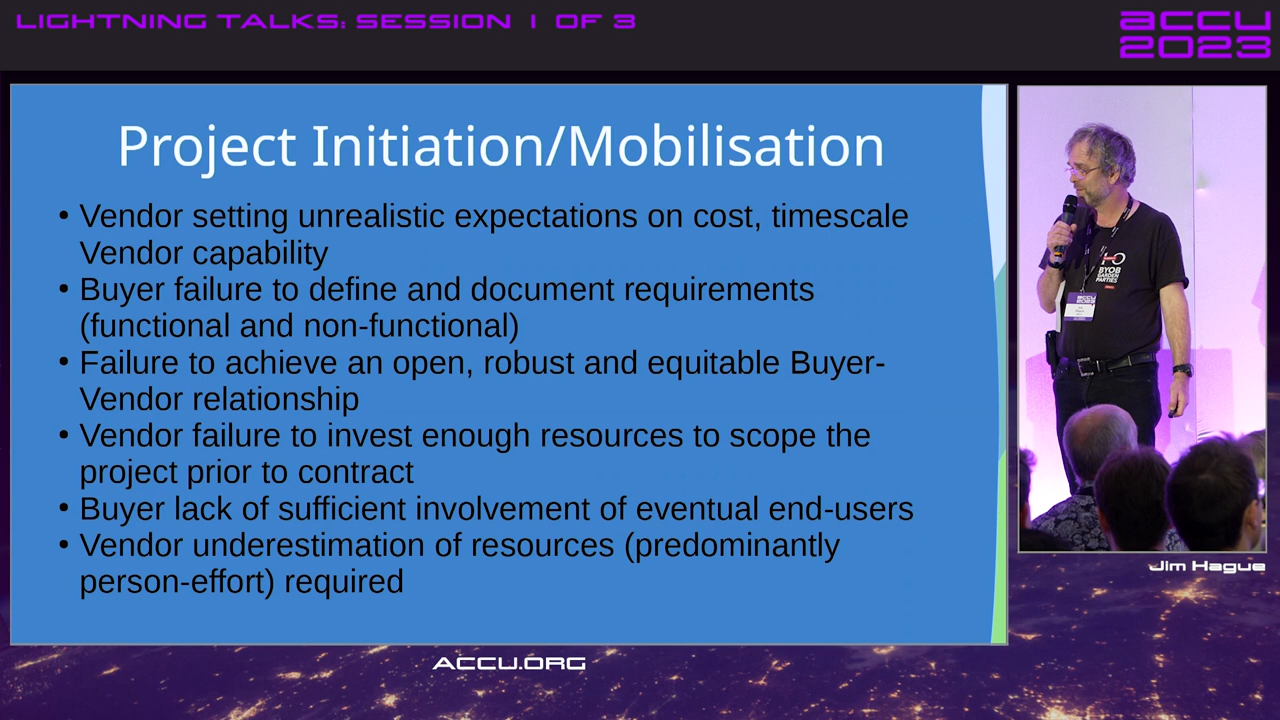 LIGHTNING TALKS: SESSION 1 OF 3
accu
2023
Project Initiation/Mobilisation
• Vendor setting unrealistic expectations on cost, timescale
Vendor capability
• Buyer failure to define and document requirements
(functional and non-functional)
• Failure to achieve an open, robust and equitable Buyer-
Vendor relationship
• Vendor failure to invest enough resources to scope the
project prior to contract
• Buyer lack of sufficient involvement of eventual end-users
• Vendor underestimation of resources (predominantly
person-effort) required
BYOB
GARDEN
PARTIES
accu
2023
Jim Hague
ACCU.ORG